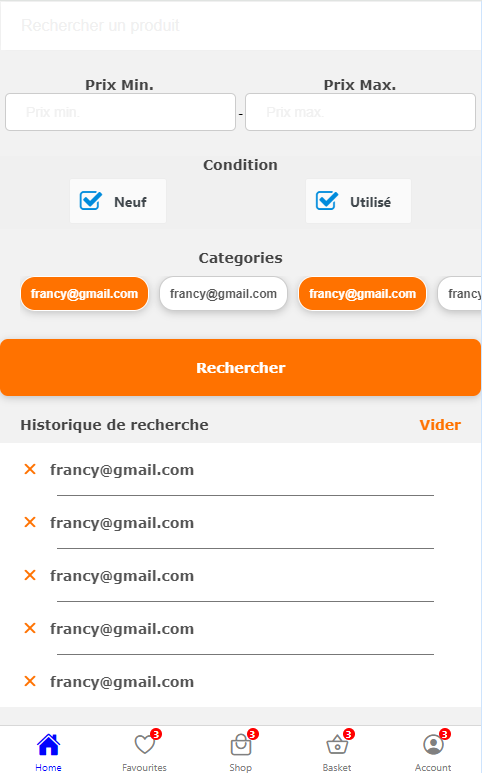 Rechercher un produit
Prix Min. Prix Max.
Prix min. - Prix max.
Condition
Neuf Utilisé
Categories
francy@gmail.com francy@gmail.com francy@gmail.com francy
Rechercher
Historique de recherche Vider
francy@gmail.com
francy@gmail.com
francy@gmail.com
francy@gmail.com
francy@gmail.com
3 3 3 3
Home Favourites Shop Basket Account